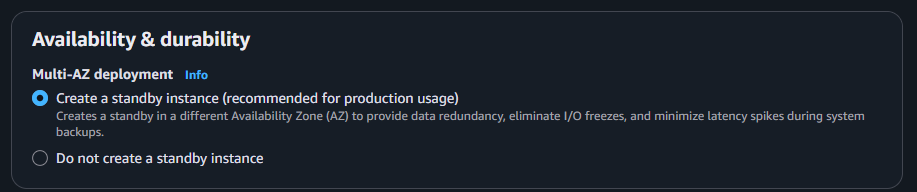 Availability & durability
Multi-AZ deployment Info
Create a standby instance (recommended for production usage)
Creates a standby in a different Availability Zone (AZ) to provide data redundancy, eliminate I/O freezes, and minimize latency spikes during system
backups.
Do not create a standby instance